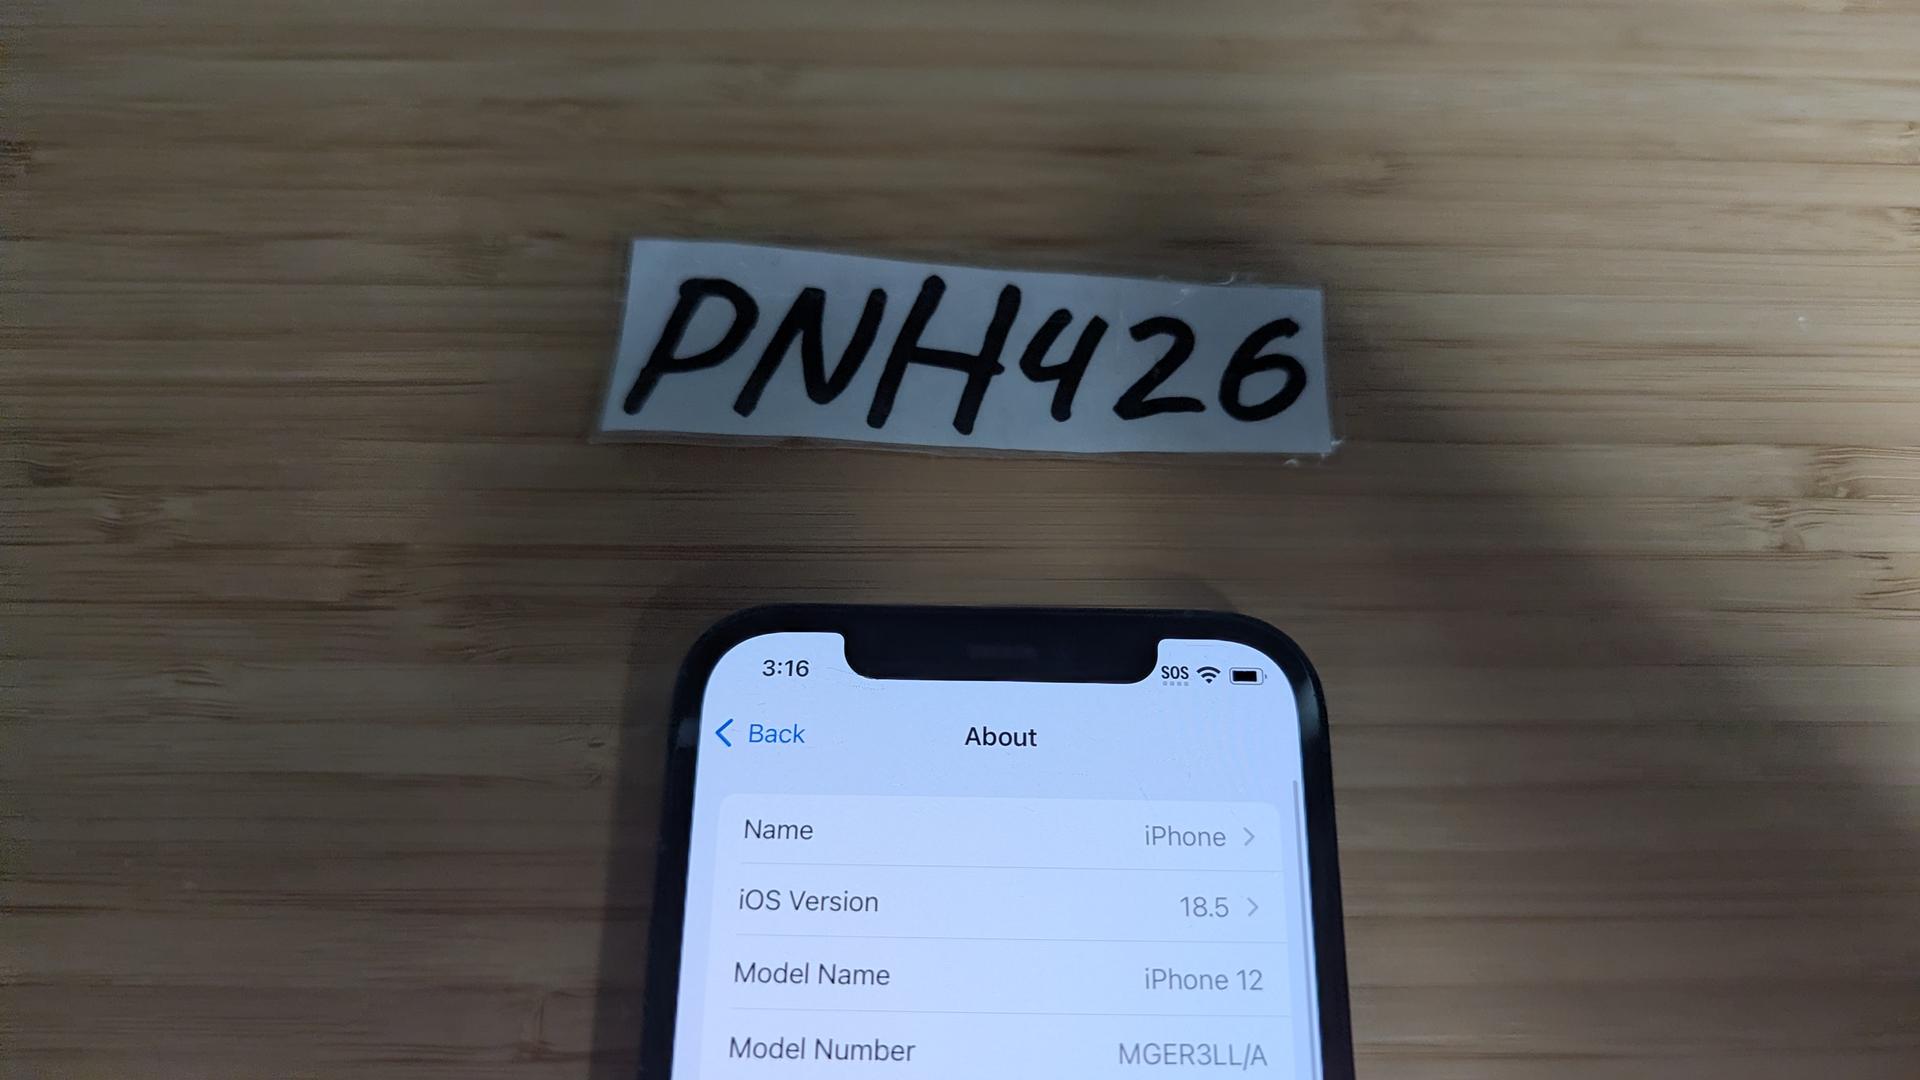 PNH426
3:16 SOS
Back About
Name iPhone
iOS Version 18.5
Model Name iPhone 12
Model Number MGER3LL/A